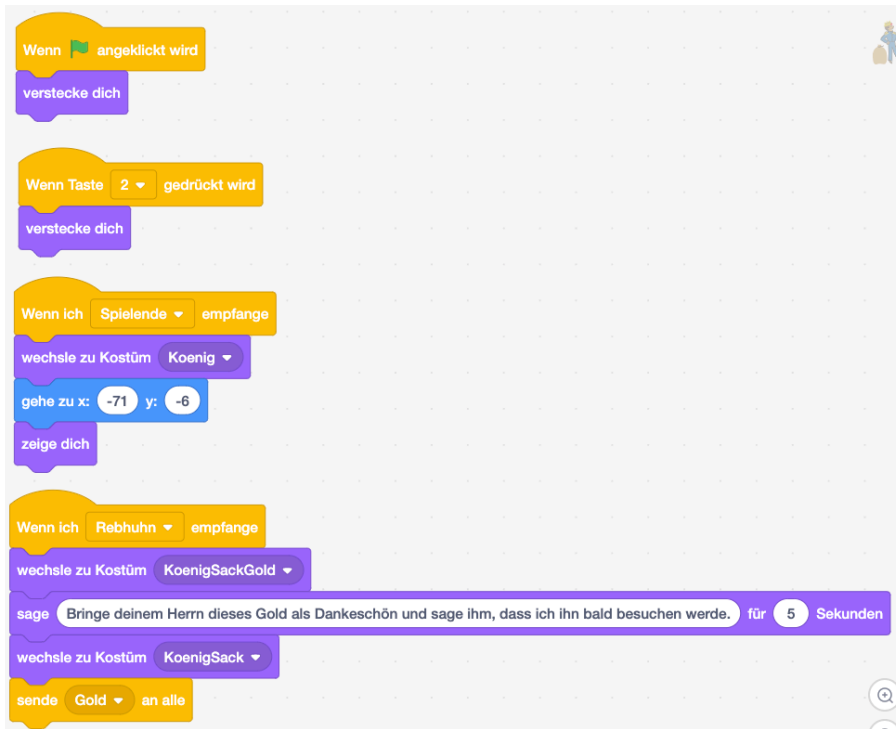 Wenn angeklickt wird
verstecke dich
Wenn Taste 2 gedrückt wird
verstecke dich
Wenn ich Spielende empfange
wechsle zu Kostüm Koenig
gehe zu x: -71 y: -6
zeige dich
Wenn ich Rebhuhn empfange
wechsle zu Kostüm KoenigSackGold
sage Bringe deinem Herrn dieses Gold als Dankeschön und sage ihm, dass ich ihn bald besuchen werde. für 5 Sekunden
wechsle zu Kostüm KoenigSack
sende Gold an alle